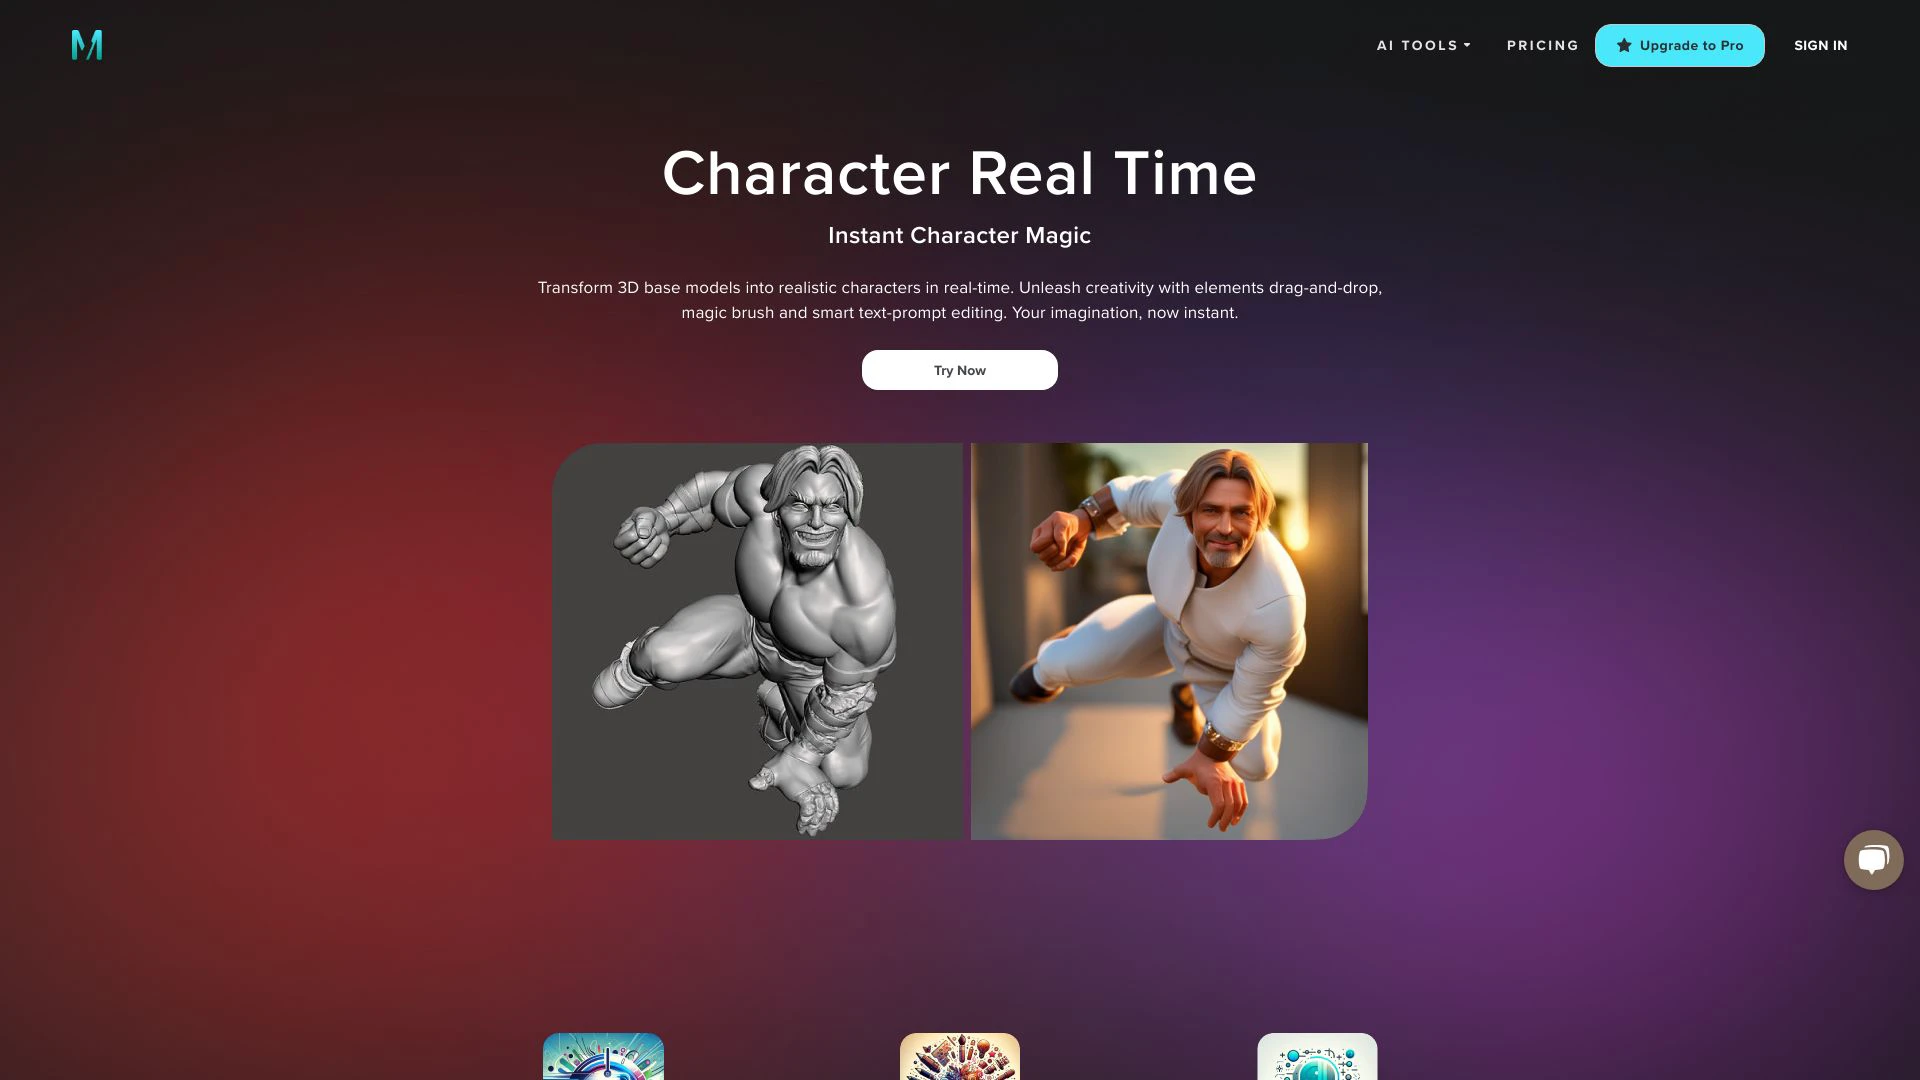 M
AI TOOLS
PRICING
Upgrade to Pro
SIGN IN
Character Real Time
Instant Character Magic
Transform 3D base models into realistic characters in real-time. Unleash creativity with elements drag-and-drop,
magic brush and smart text-prompt editing. Your imagination, now instant.
Try Now